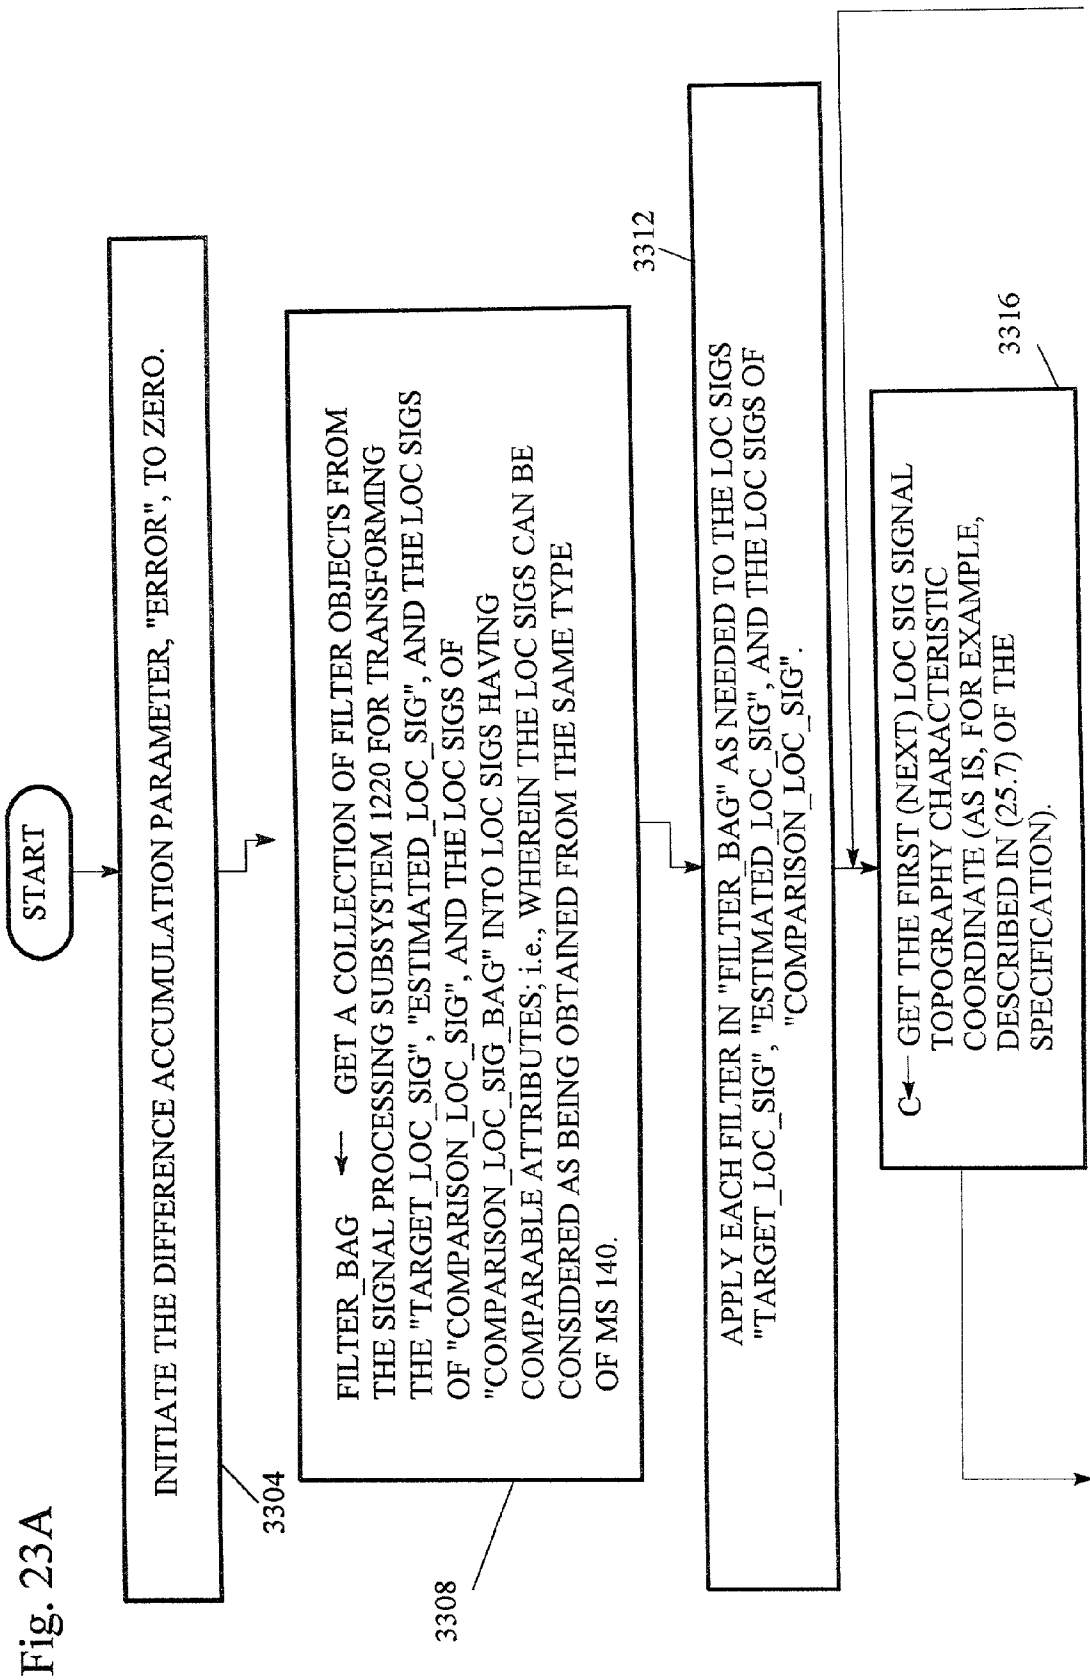 Fig. 23A
START
INITIATE THE DIFFERENCE ACCUMULATION PARAMETER, "ERROR", TO ZERO.
3304
FILTER_BAG ← GET A COLLECTION OF FILTER OBJECTS FROM
THE SIGNAL PROCESSING SUBSYSTEM 1220 FOR TRANSFORMING
THE "TARGET_LOC_SIG", "ESTIMATED_LOC_SIG", AND THE LOC SIGS
OF "COMPARISON_LOC_SIG", AND THE LOC SIGS OF
"COMPARISON_LOC_SIG_BAG" INTO LOC SIGS HAVING
COMPARABLE ATTRIBUTES; i.e., WHEREIN THE LOC SIGS CAN BE
CONSIDERED AS BEING OBTAINED FROM THE SAME TYPE
OF MS 140.
3308
APPLY EACH FILTER IN "FILTER_BAG" AS NEEDED TO THE LOC SIGS
"TARGET_LOC_SIG", "ESTIMATED_LOC_SIG", AND THE LOC SIGS OF
"COMPARISON_LOC_SIG".
3312
C ← GET THE FIRST (NEXT) LOC SIG SIGNAL
TOPOGRAPHY CHARACTERISTIC
COORDINATE (AS IS, FOR EXAMPLE,
DESCRIBED IN (25.7) OF THE
SPECIFICATION).
3316